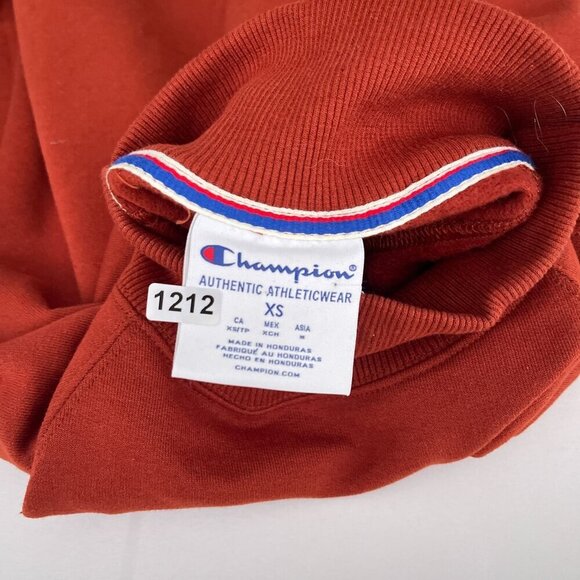 Champion®
AUTHENTIC ATHLETICWEAR
1212
XS
CA MEX ASIA
XS/TP XCH M
MADE IN HONDURAS
FABRIQUÉ AU HONDURAS
HECHO EN HONDURAS
CHAMPION.COM